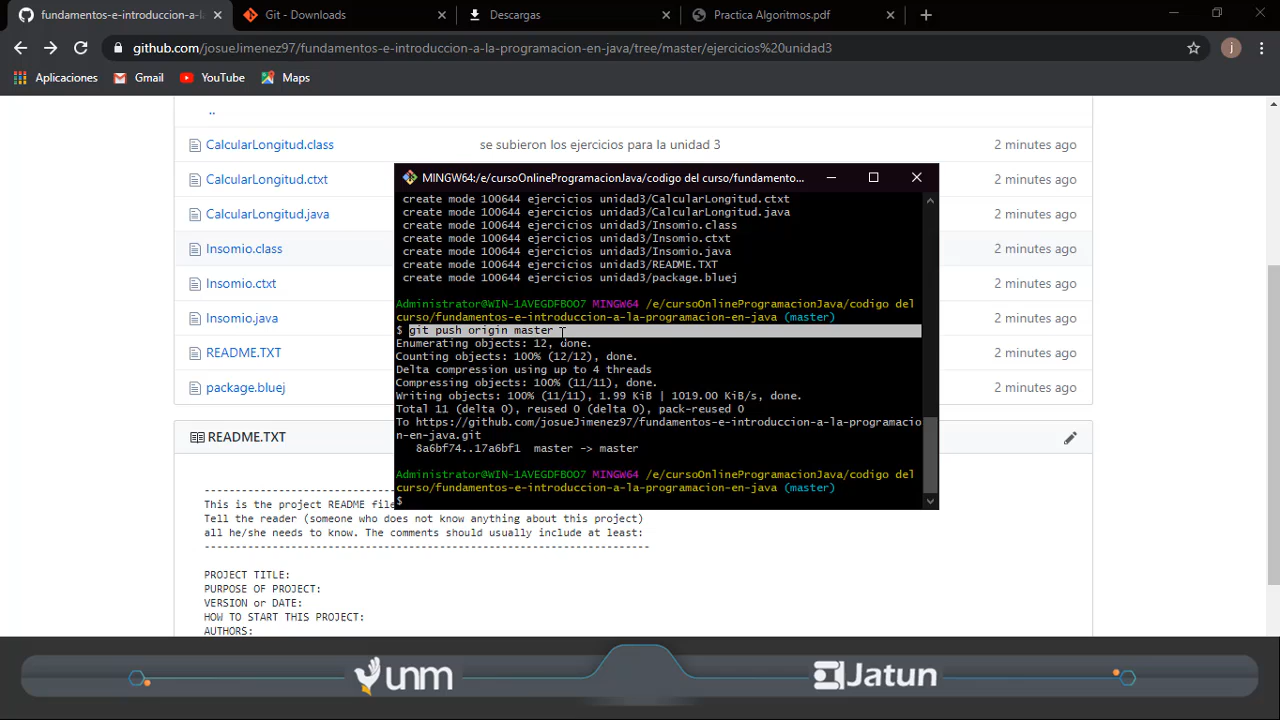 fundamentos-e-introduccion-a-l
Git - Downloads
Descargas
Practica Algoritmos.pdf
github.com/josueJimenez97/fundamentos-e-introduccion-a-la-programacion-en-java/tree/master/ejercicios%20unidad3
j
Aplicaciones
Gmail
YouTube
Maps
..
CalcularLongitud.class
se subieron los ejercicios para la unidad 3
2 minutes ago
CalcularLongitud.ctxt
2 minutes ago
CalcularLongitud.java
2 minutes ago
Insomio.class
2 minutes ago
Insomio.ctxt
2 minutes ago
Insomio.java
2 minutes ago
README.TXT
2 minutes ago
package.bluej
2 minutes ago
MINGW64:/e/cursoOnlineProgramacionJava/codigo del curso/fundamento...
create mode 100644 ejercicios unidad3/CalcularLongitud.ctxt
create mode 100644 ejercicios unidad3/CalcularLongitud.java
create mode 100644 ejercicios unidad3/Insomio.class
create mode 100644 ejercicios unidad3/Insomio.ctxt
create mode 100644 ejercicios unidad3/Insomio.java
create mode 100644 ejercicios unidad3/README.TXT
create mode 100644 ejercicios unidad3/package.bluej
Administrator@WIN-1AVEGDFBOO7 MINGW64 /e/cursoOnlineProgramacionJava/codigo del
curso/fundamentos-e-introduccion-a-la-programacion-en-java (master)
$ git push origin master
Enumerating objects: 12, done.
Counting objects: 100% (12/12), done.
Delta compression using up to 4 threads
Compressing objects: 100% (11/11), done.
Writing objects: 100% (11/11), 1.99 KiB | 1019.00 KiB/s, done.
Total 11 (delta 0), reused 0 (delta 0), pack-reused 0
To https://github.com/josueJimenez97/fundamentos-e-introduccion-a-la-programacio
n-en-java.git
8a6bf74..17a6bf1 master -> master
Administrator@WIN-1AVEGDFBOO7 MINGW64 /e/cursoOnlineProgramacionJava/codigo del
curso/fundamentos-e-introduccion-a-la-programacion-en-java (master)
$
README.TXT
------------------------------------------------------------------------
This is the project README file
Tell the reader (someone who does not know anything about this project)
all he/she needs to know. The comments should usually include at least:
------------------------------------------------------------------------
PROJECT TITLE:
PURPOSE OF PROJECT:
VERSION or DATE:
HOW TO START THIS PROJECT:
AUTHORS:
unm
Jatun